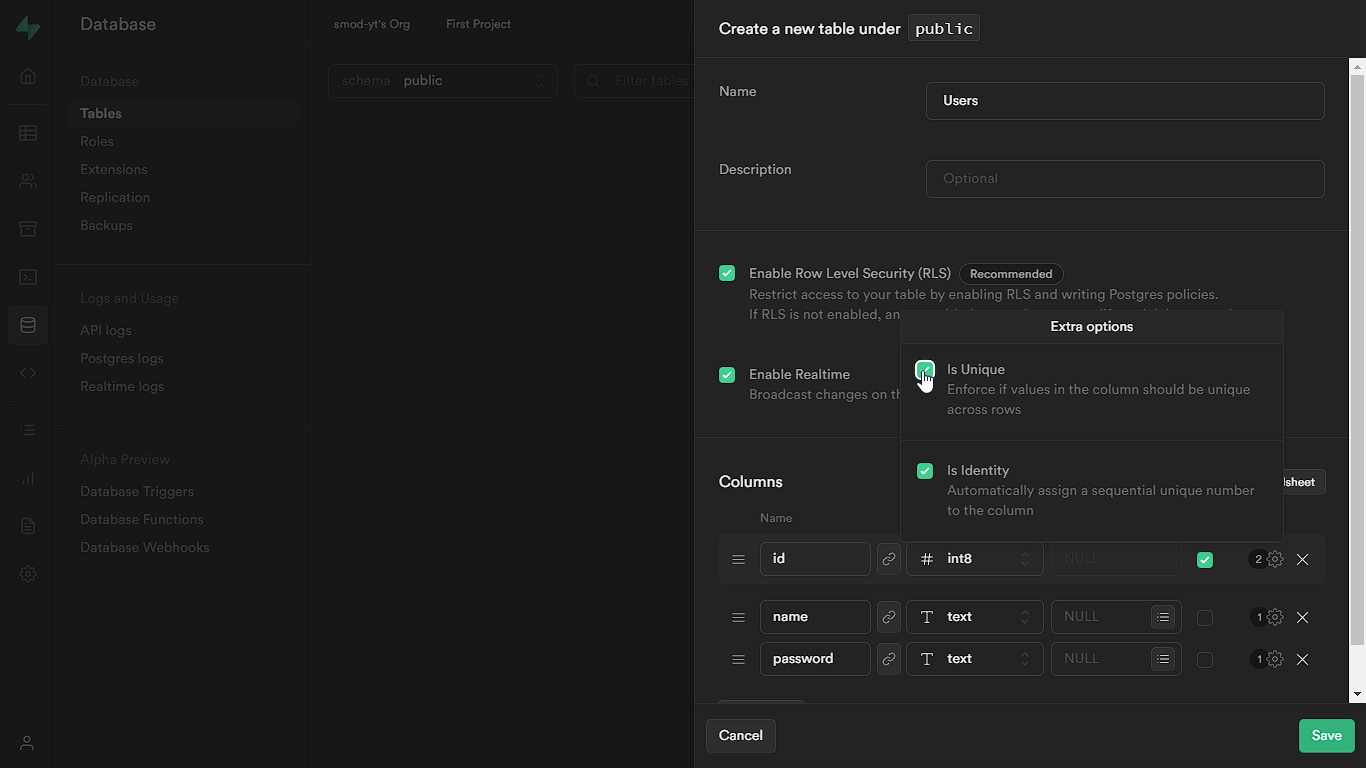 Database
smod-yt's Org
First Project
Database
Tables
Roles
Extensions
Replication
Backups
Logs and Usage
API logs
Postgres logs
Realtime logs
Alpha Preview
Database Triggers
Database Functions
Database Webhooks
schema public
Filter tables
Create a new table under public
Name
Users
Description
Optional
Enable Row Level Security (RLS) Recommended
Restrict access to your table by enabling RLS and writing Postgres policies.
If RLS is not enabled, an
Enable Realtime
Broadcast changes on th
Extra options
Is Unique
Enforce if values in the column should be unique
across rows
Is Identity
Automatically assign a sequential unique number
to the column
Columns
dsheet
Name
id # int8 NULL 2
name T text NULL 1
password T text NULL 1
Cancel
Save